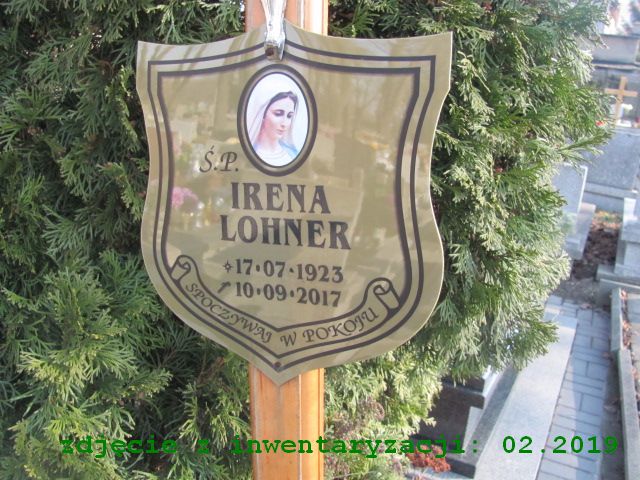 Ś.P.
IRENA
LOHNER
✳17•07•1923
†10•09•2017
SPOCZYWAJ W POKOJU
zdjęcie z inwentaryzacji: 02.2019